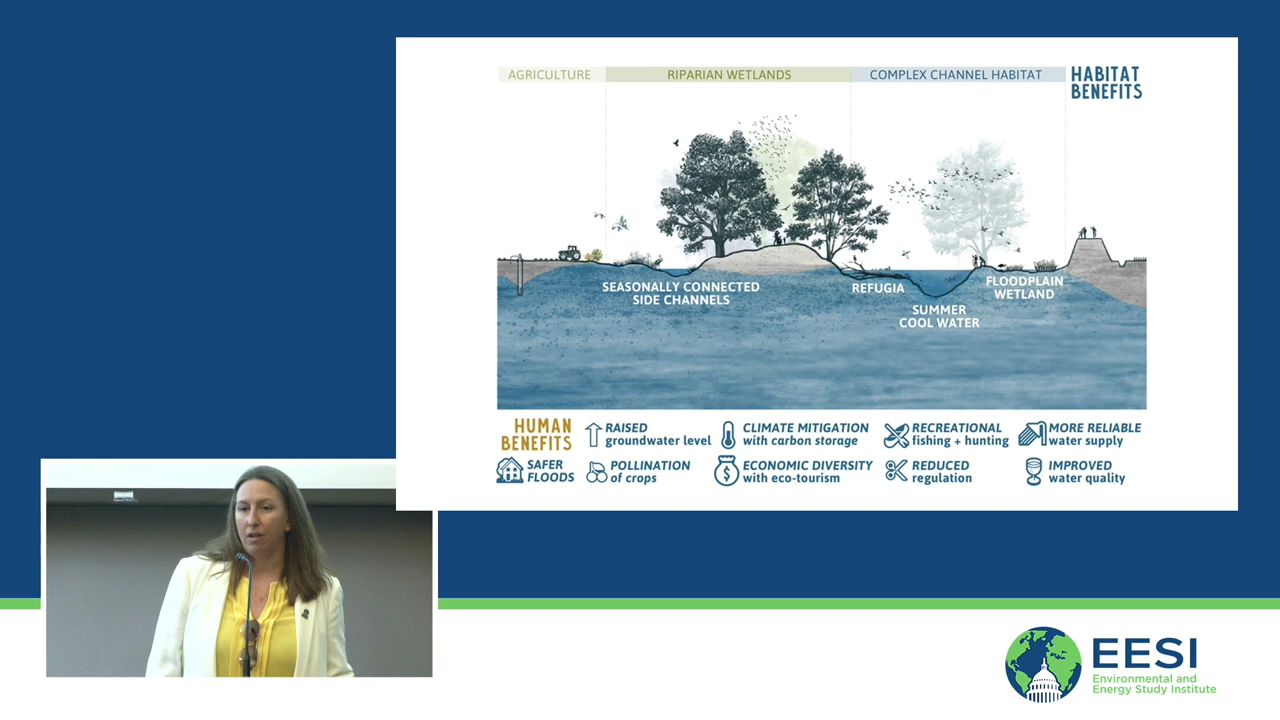 AGRICULTURE
RIPARIAN WETLANDS
COMPLEX CHANNEL HABITAT
HABITAT
BENEFITS
SEASONALLY CONNECTED
SIDE CHANNELS
REFUGIA
SUMMER
COOL WATER
FLOODPLAIN
WETLAND
HUMAN
BENEFITS
RAISED
groundwater level
CLIMATE MITIGATION
with carbon storage
RECREATIONAL
fishing + hunting
MORE RELIABLE
water supply
SAFER
FLOODS
POLLINATION
of crops
$
ECONOMIC DIVERSITY
with eco-tourism
REDUCED
regulation
IMPROVED
water quality
EESI
Environmental and
Energy Study Institute